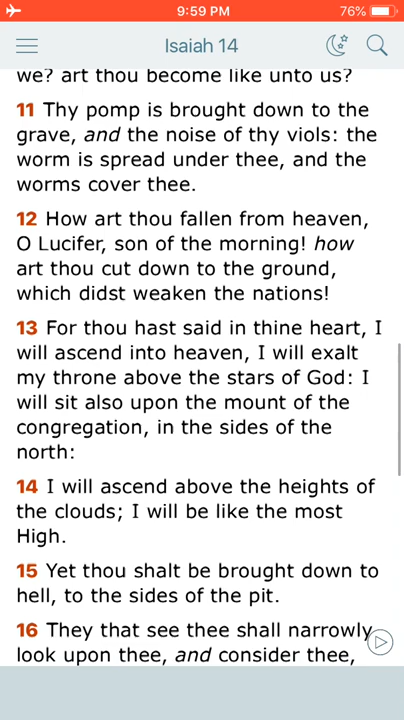 9:59 PM
76%
Isaiah 14
we? art thou become like unto us?
11 Thy pomp is brought down to the
grave, and the noise of thy viols: the
worm is spread under thee, and the
worms cover thee.
12 How art thou fallen from heaven,
O Lucifer, son of the morning! how
art thou cut down to the ground,
which didst weaken the nations!
13 For thou hast said in thine heart, I
will ascend into heaven, I will exalt
my throne above the stars of God: I
will sit also upon the mount of the
congregation, in the sides of the
north:
14 I will ascend above the heights of
the clouds; I will be like the most
High.
15 Yet thou shalt be brought down to
hell, to the sides of the pit.
16 They that see thee shall narrowly
look upon thee, and consider thee,